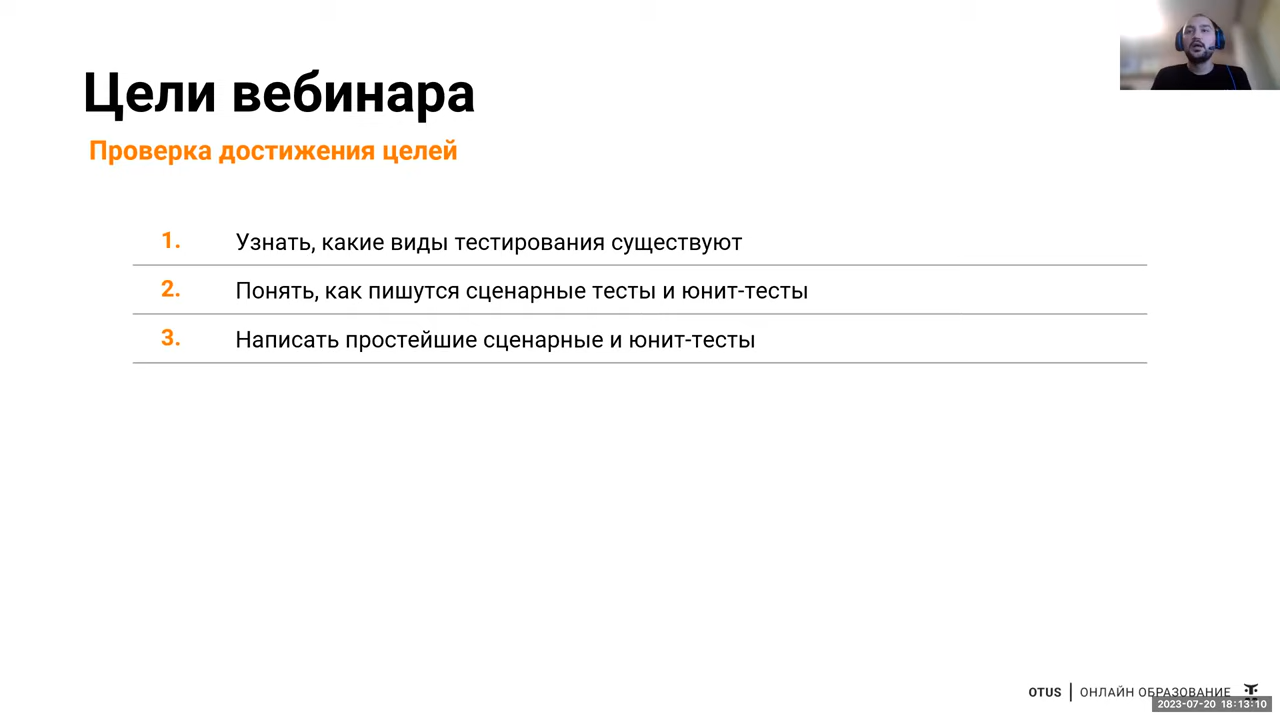 Цели вебинара
Проверка достижения целей
1. Узнать, какие виды тестирования существуют
2. Понять, как пишутся сценарные тесты и юнит-тесты
3. Написать простейшие сценарные и юнит-тесты
OTUS | ОНЛАЙН ОБРАЗОВАНИЕ
2023-07-20 18:13:10